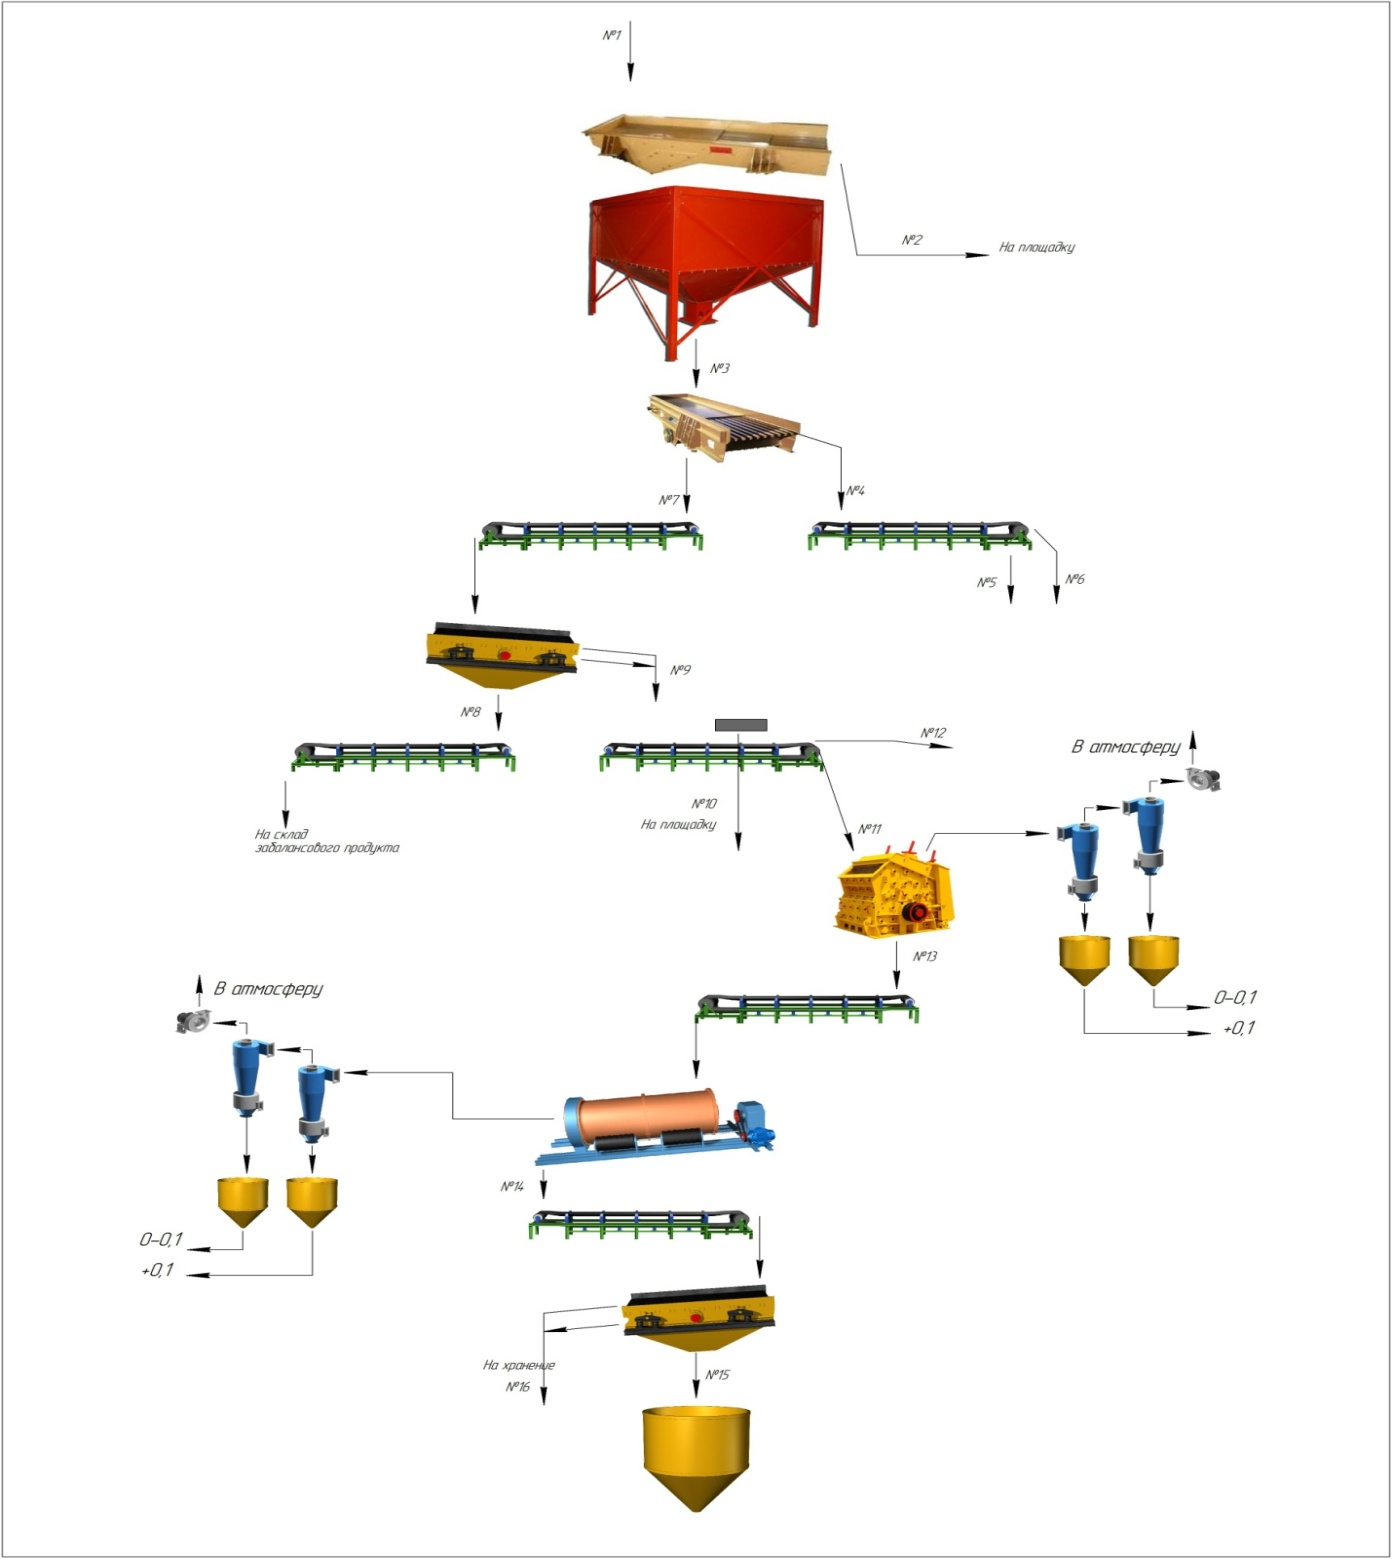 №1
№2
На площадку
№3
№7
№4
№5
№6
№9
№8
№12
В атмосферу
№10
На площадку
№11
На склад
забалансового продукта
№13
В атмосферу
0-0,1
+0,1
№14
0-0,1
+0,1
На хранение
№16
№15